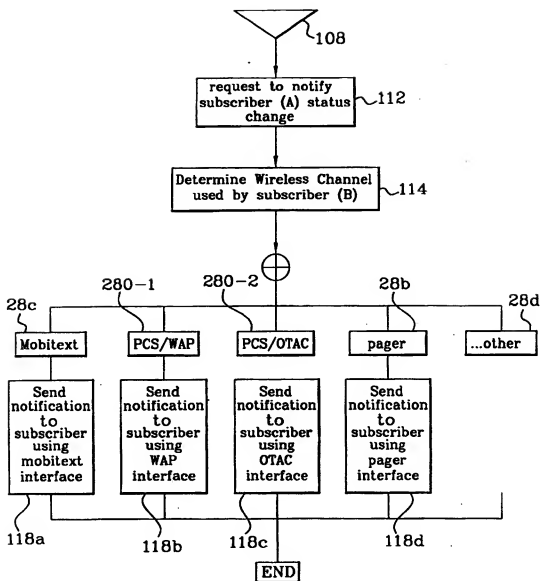 108
request to notify
subscriber (A) status
change
112
Determine Wireless Channel
used by subscriber (B)
114
280-1
280-2
28b
28c
28d
Mobitext
PCS/WAP
PCS/OTAC
pager
...other
Send
notification
to
subscriber
using
mobitext
interface
Send
notification
to
subscriber
using
WAP
interface
Send
notification
to
subscriber
using
OTAC
interface
Send
notification
to
subscriber
using
pager
interface
118a
118b
118c
118d
END